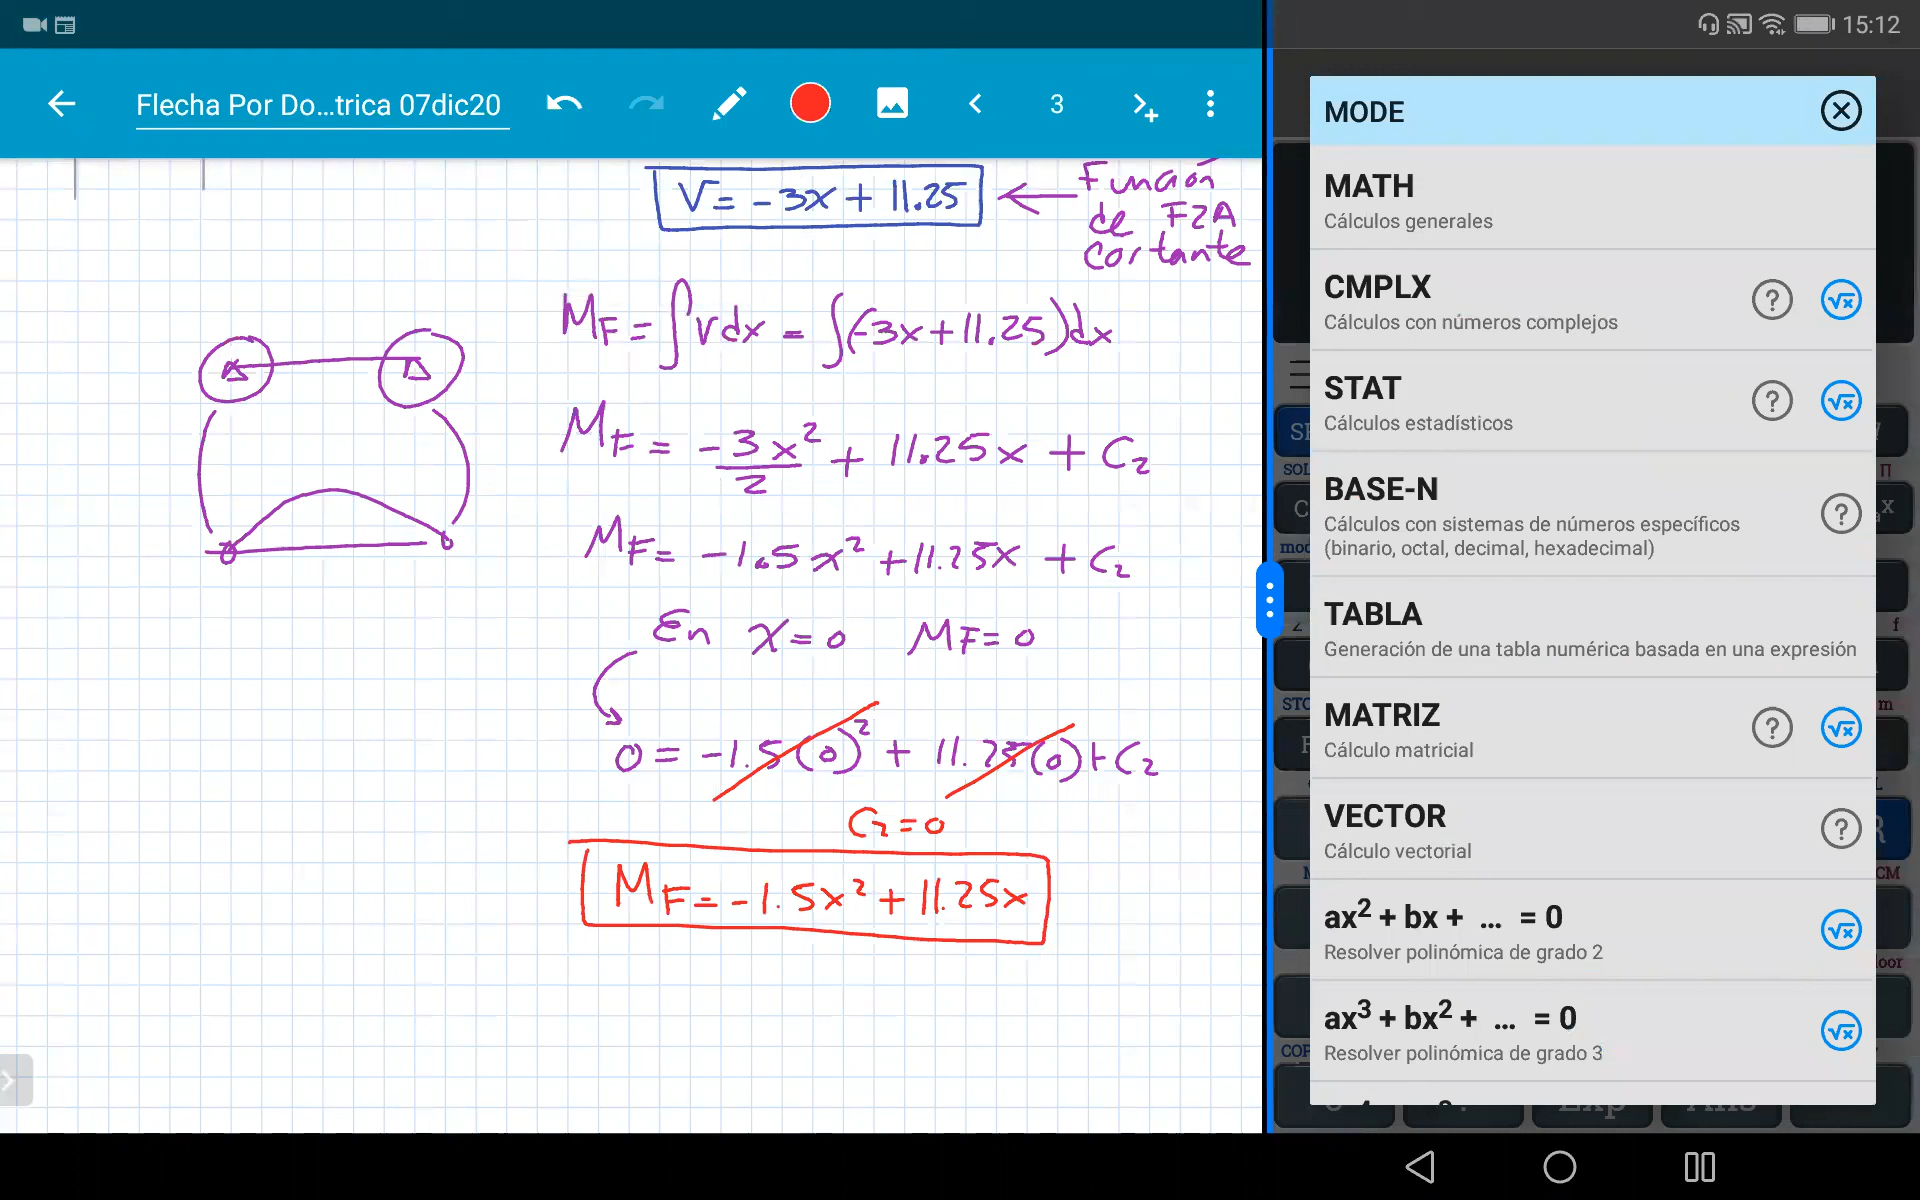 15:12
Flecha Por Do...trica 07dic20
3
V = -3x + 11.25
Función
de FZA
cortante
MF = ∫Vdx = ∫(-3x+11.25)dx
MF = -3x²/2 + 11.25x + C₂
MF = -1.5x² + 11.25x + C₂
En x=0 MF=0
0 = -1.5(0)² + 11.25(0)+C₂
C₂=0
MF = -1.5x² + 11.25x
MODE
MATH
Cálculos generales
CMPLX
Cálculos con números complejos
STAT
Cálculos estadísticos
BASE-N
Cálculos con sistemas de números específicos
(binario, octal, decimal, hexadecimal)
TABLA
Generación de una tabla numérica basada en una expresión
MATRIZ
Cálculo matricial
VECTOR
Cálculo vectorial
ax² + bx + ... = 0
Resolver polinómica de grado 2
ax³ + bx² + ... = 0
Resolver polinómica de grado 3